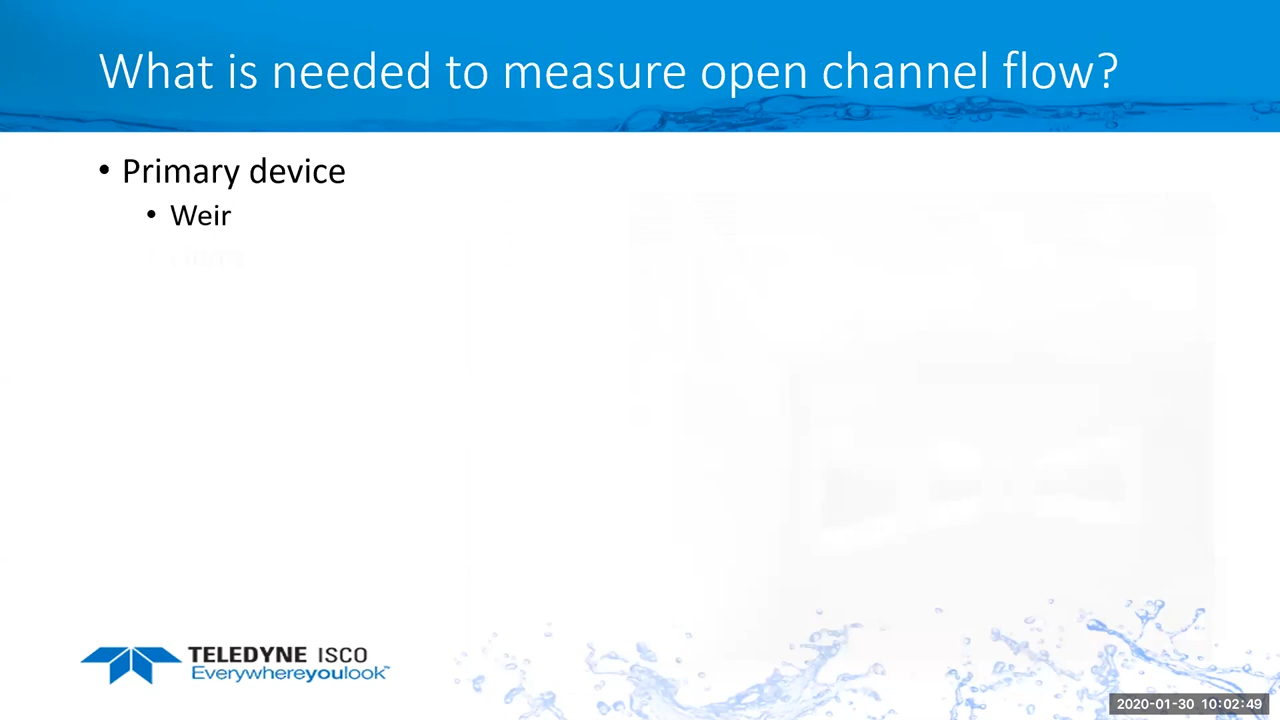 What is needed to measure open channel flow?
• Primary device
• Weir
TELEDYNE ISCO
Everywhereyoulook™
2020-01-30 10:02:49